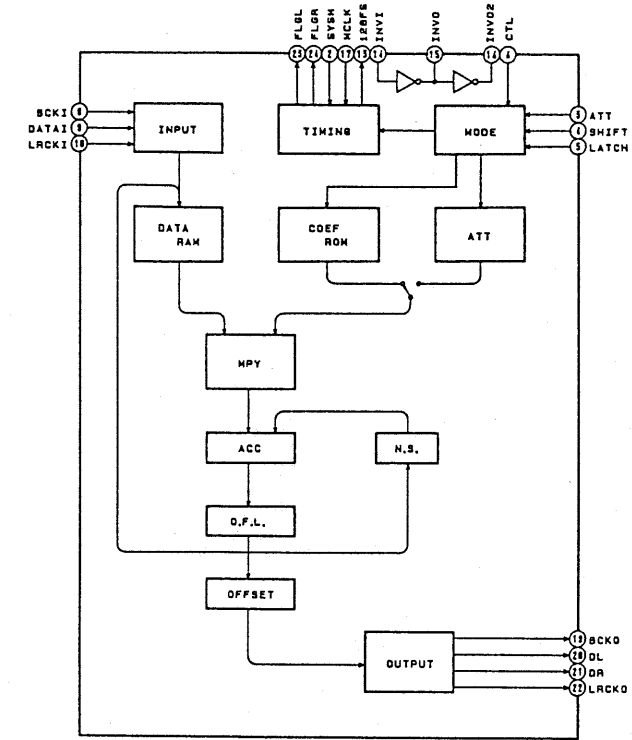 FLGL
FLGR
SYSM
MCLK
128FS
INVI
INVO
INVO2
CTL
23 24 2 17 13 14 15 16 6
BCKI 8
DATAI 9
LRCKI 10
INPUT
TIMING
MODE
3 ATT
4 SHIFT
5 LATCH
DATA
RAM
COEF
ROM
ATT
MPY
ACC
N.S.
O.F.L.
OFFSET
OUTPUT
19 BCKO
20 DL
21 DR
22 LRCKO